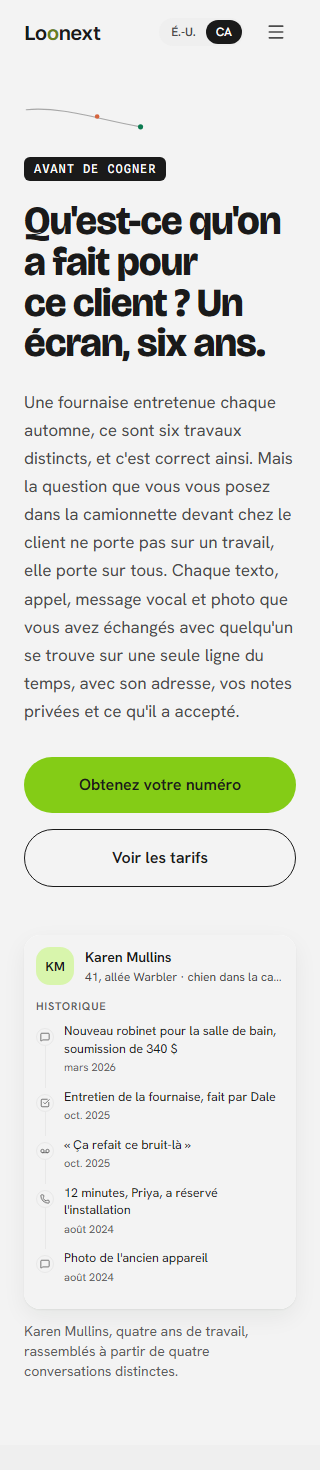 Loonext
É.-U.
CA
AVANT DE COGNER
Qu'est-ce qu'on
a fait pour
ce client ? Un
écran, six ans.
Une fournaise entretenue chaque
automne, ce sont six travaux
distincts, et c'est correct ainsi. Mais
la question que vous vous posez
dans la camionnette devant chez le
client ne porte pas sur un travail,
elle porte sur tous. Chaque texto,
appel, message vocal et photo que
vous avez échangés avec quelqu'un
se trouve sur une seule ligne du
temps, avec son adresse, vos notes
privées et ce qu'il a accepté.
Obtenez votre numéro
Voir les tarifs
KM
Karen Mullins
41, allée Warbler · chien dans la ca...
HISTORIQUE
Nouveau robinet pour la salle de bain,
soumission de 340 $
mars 2026
Entretien de la fournaise, fait par Dale
oct. 2025
« Ça refait ce bruit-là »
oct. 2025
12 minutes, Priya, a réservé
l'installation
août 2024
Photo de l'ancien appareil
août 2024
Karen Mullins, quatre ans de travail,
rassemblés à partir de quatre
conversations distinctes.